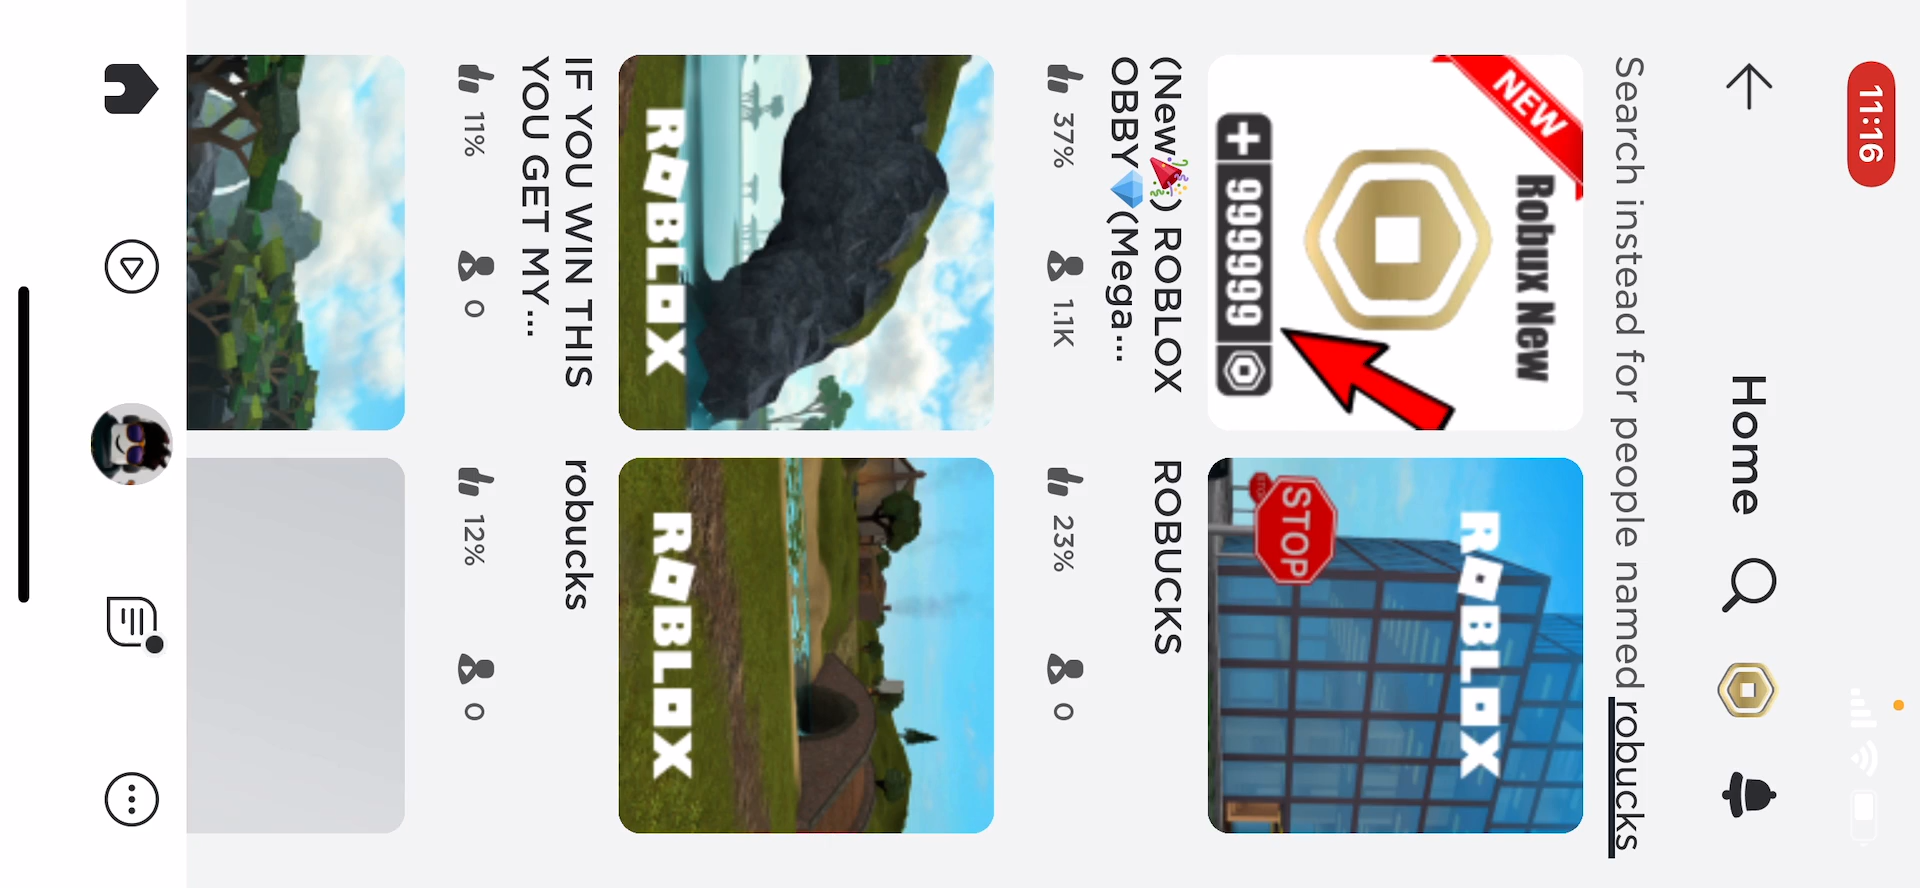 11:16
Home
Search instead for people named robucks
NEW
Robux New
+ 999999
ROBLOX
STOP
(New🎉) ROBLOX
OBBY💎(Mega...
37% 1.1K
ROBUCKS
23% 0
ROBLOX
ROBLOX
IF YOU WIN THIS
YOU GET MY...
11% 0
robucks
12% 0